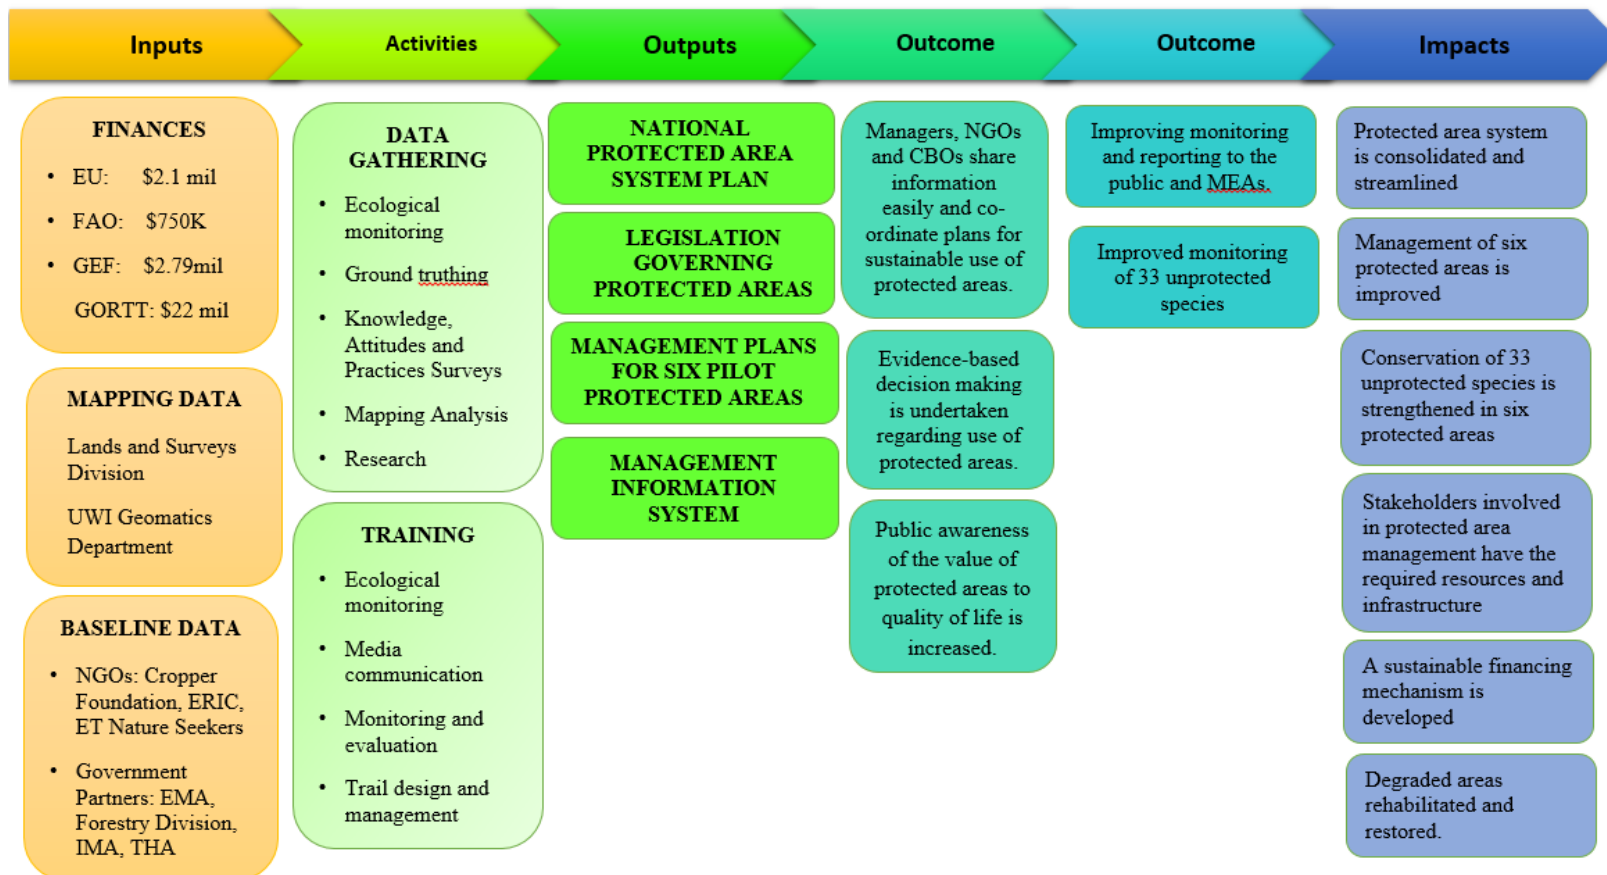 Inputs
Activities
Outputs
Outcome
Outcome
Impacts
FINANCES
• EU: $2.1 mil
• FAO: $750K
• GEF: $2.79mil
GORTT: $22 mil
MAPPING DATA
Lands and Surveys
Division
UWI Geomatics
Department
BASELINE DATA
• NGOs: Cropper
Foundation, ERIC,
ET Nature Seekers
• Government
Partners: EMA,
Forestry Division,
IMA, THA
DATA
GATHERING
• Ecological
monitoring
• Ground truthing
• Knowledge,
Attitudes and
Practices Surveys
• Mapping Analysis
• Research
TRAINING
• Ecological
monitoring
• Media
communication
• Monitoring and
evaluation
• Trail design and
management
NATIONAL
PROTECTED AREA
SYSTEM PLAN
LEGISLATION
GOVERNING
PROTECTED AREAS
MANAGEMENT PLANS
FOR SIX PILOT
PROTECTED AREAS
MANAGEMENT
INFORMATION
SYSTEM
Managers, NGOs
and CBOs share
information
easily and co-
ordinate plans for
sustainable use of
protected areas.
Evidence-based
decision making
is undertaken
regarding use of
protected areas.
Public awareness
of the value of
protected areas to
quality of life is
increased.
Improving monitoring
and reporting to the
public and MEAs.
Improved monitoring
of 33 unprotected
species
Protected area system
is consolidated and
streamlined
Management of six
protected areas is
improved
Conservation of 33
unprotected species is
strengthened in six
protected areas
Stakeholders involved
in protected area
management have the
required resources and
infrastructure
A sustainable financing
mechanism is
developed
Degraded areas
rehabilitated and
restored.